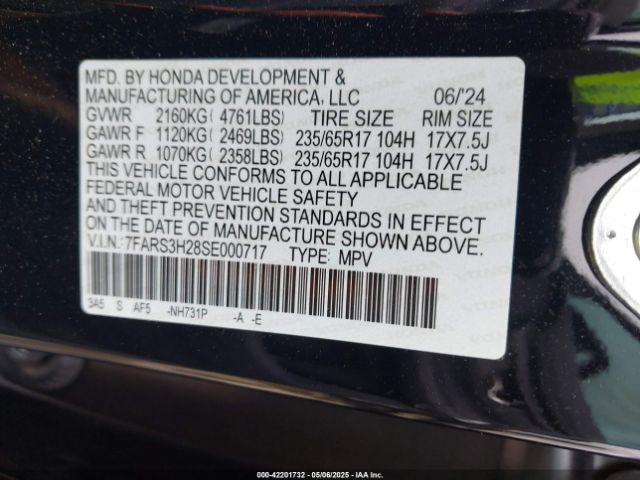 MFD. BY HONDA DEVELOPMENT &
MANUFACTURING OF AMERICA, LLC 06/'24
GVWR 2160KG( 4761LBS) TIRE SIZE RIM SIZE
GAWR F 1120KG( 2469LBS) 235/65R17 104H 17X7.5J
GAWR R 1070KG( 2358LBS) 235/65R17 104H 17X7.5J
THIS VEHICLE CONFORMS TO ALL APPLICABLE
FEDERAL MOTOR VEHICLE SAFETY
AND THEFT PREVENTION STANDARDS IN EFFECT
ON THE DATE OF MANUFACTURE SHOWN ABOVE.
V.I.N.:7FARS3H28SE000717 TYPE: MPV
3A5 S AF5 -NH731P -A -E
000-42201732 - 05/06/2025 - IAA Inc.